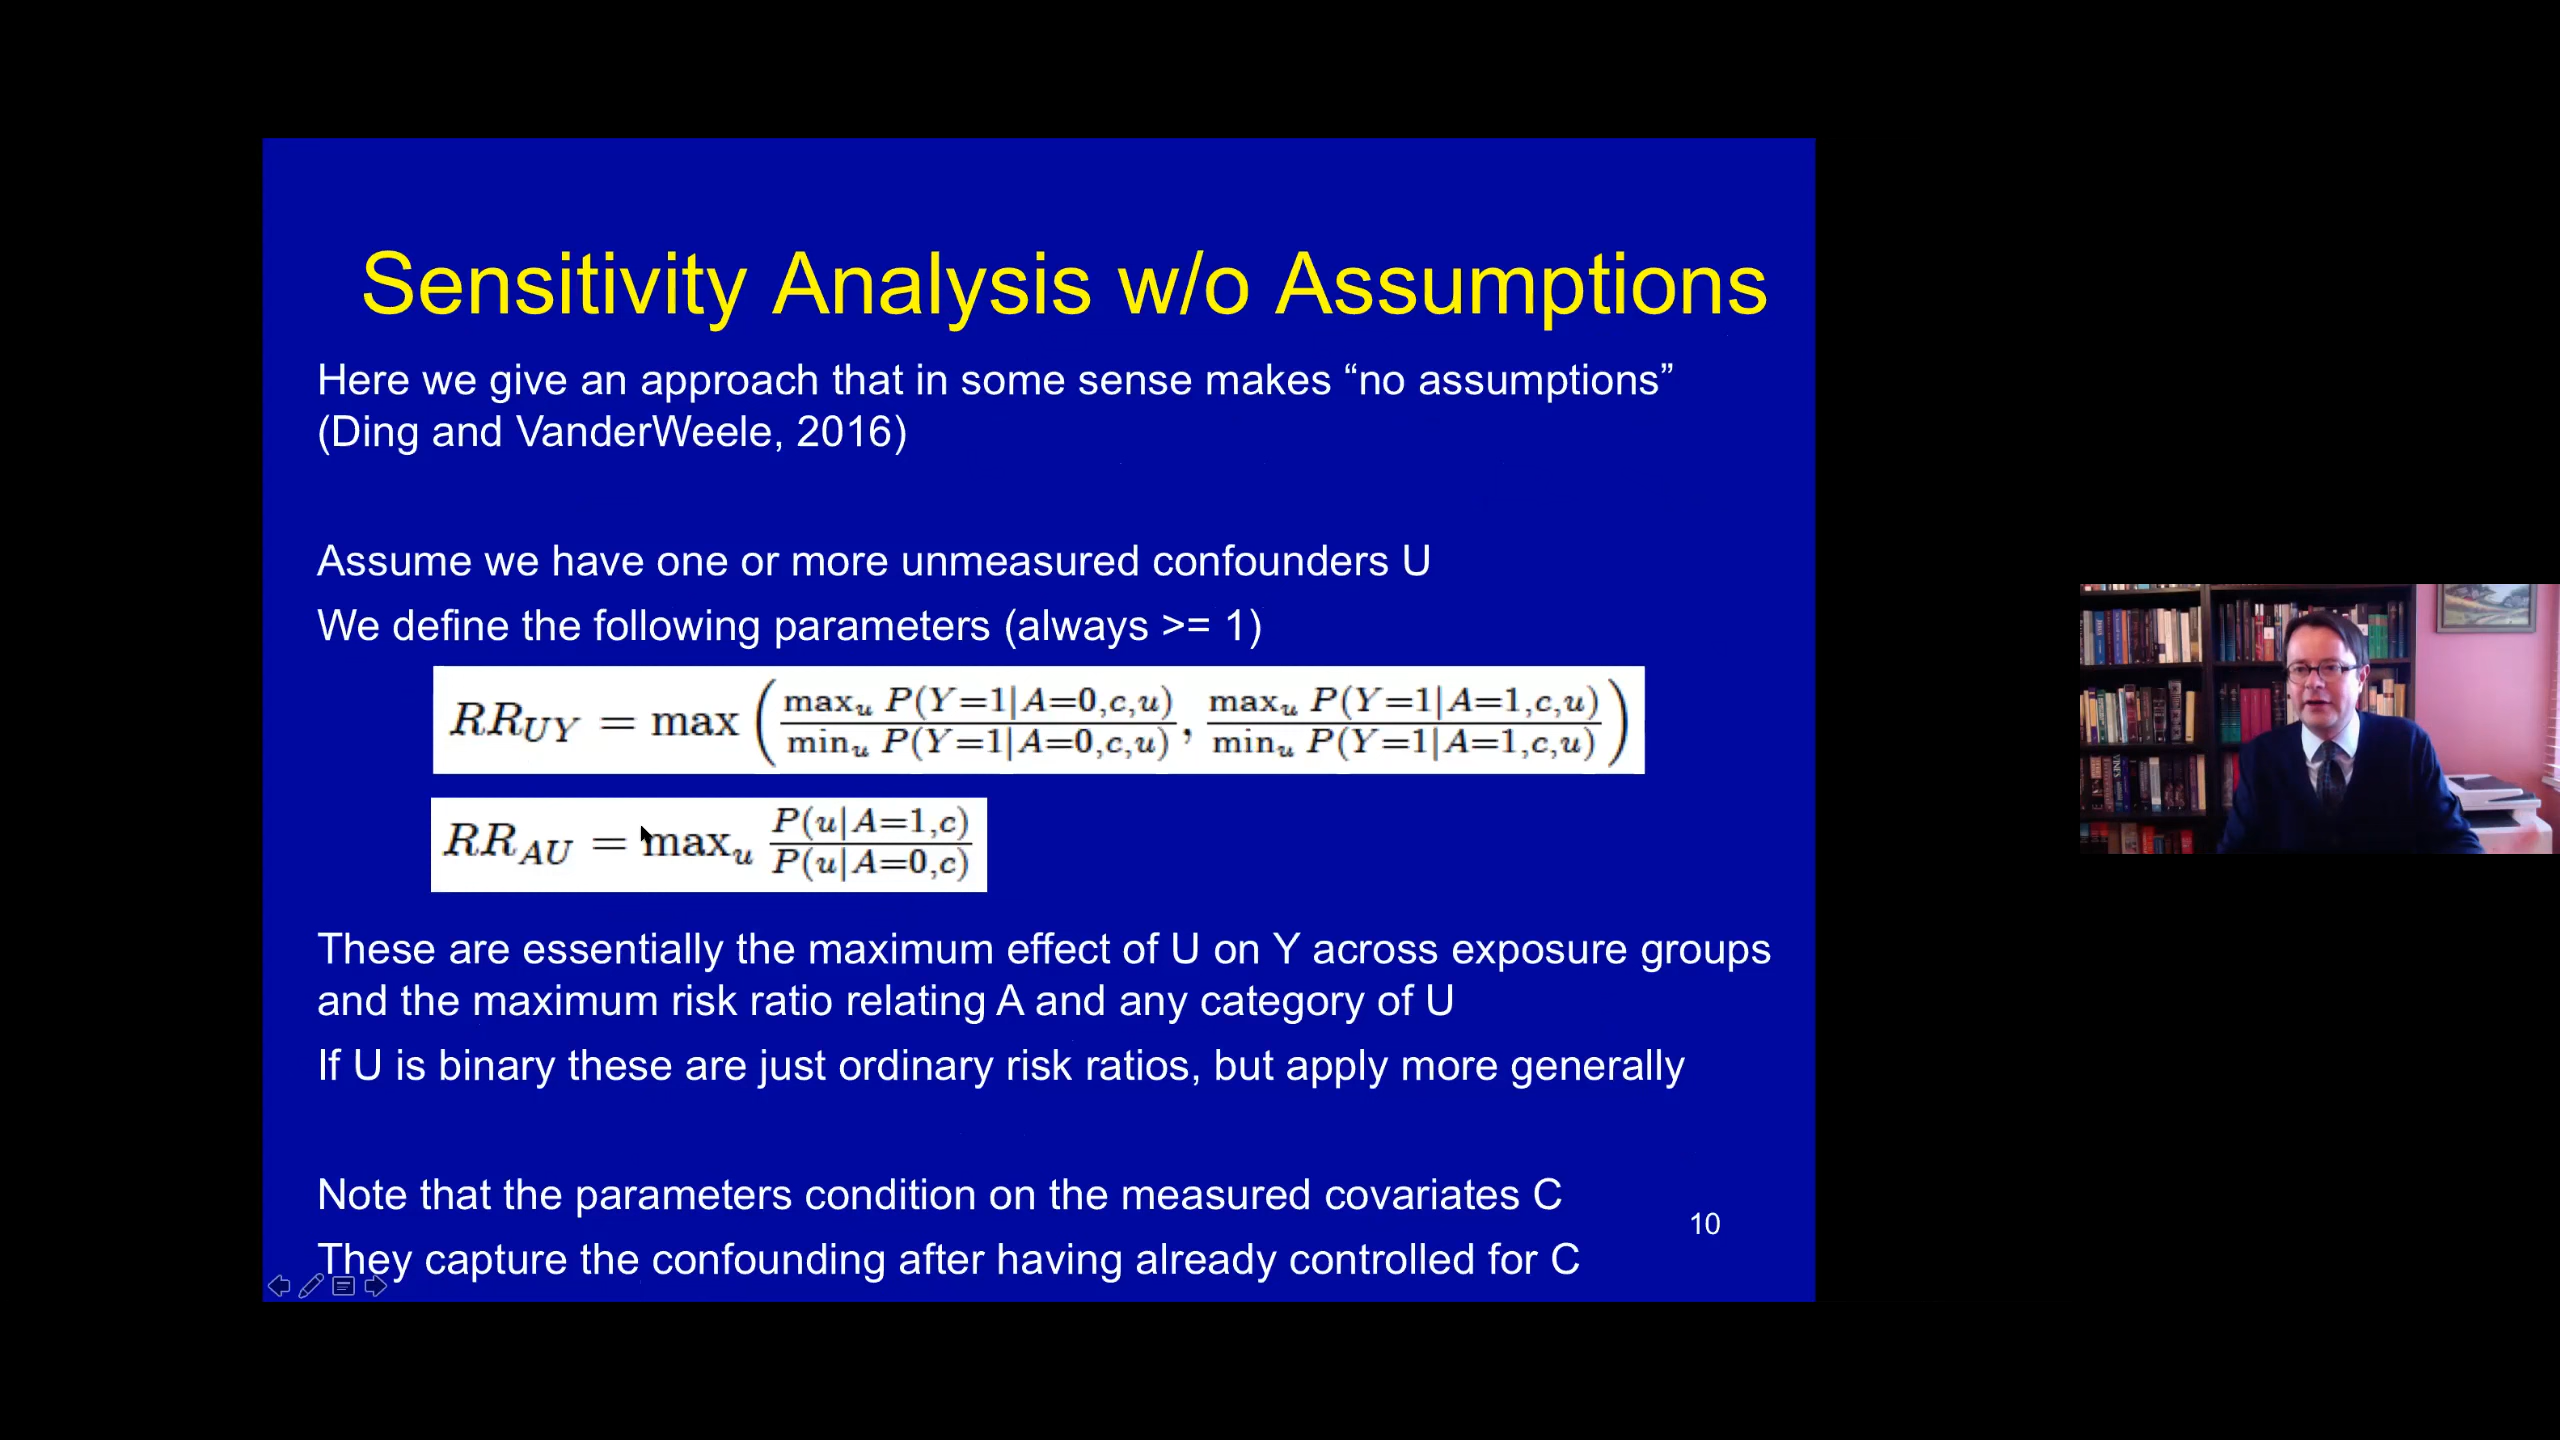 Sensitivity Analysis w/o Assumptions
Here we give an approach that in some sense makes “no assumptions”
(Ding and VanderWeele, 2016)
Assume we have one or more unmeasured confounders U
We define the following parameters (always >= 1)
RR_{UY} = max ( max_u P(Y=1|A=0,c,u) / min_u P(Y=1|A=0,c,u) , max_u P(Y=1|A=1,c,u) / min_u P(Y=1|A=1,c,u) )
RR_{AU} = max_u P(u|A=1,c) / P(u|A=0,c)
These are essentially the maximum effect of U on Y across exposure groups
and the maximum risk ratio relating A and any category of U
If U is binary these are just ordinary risk ratios, but apply more generally
Note that the parameters condition on the measured covariates C
10
They capture the confounding after having already controlled for C